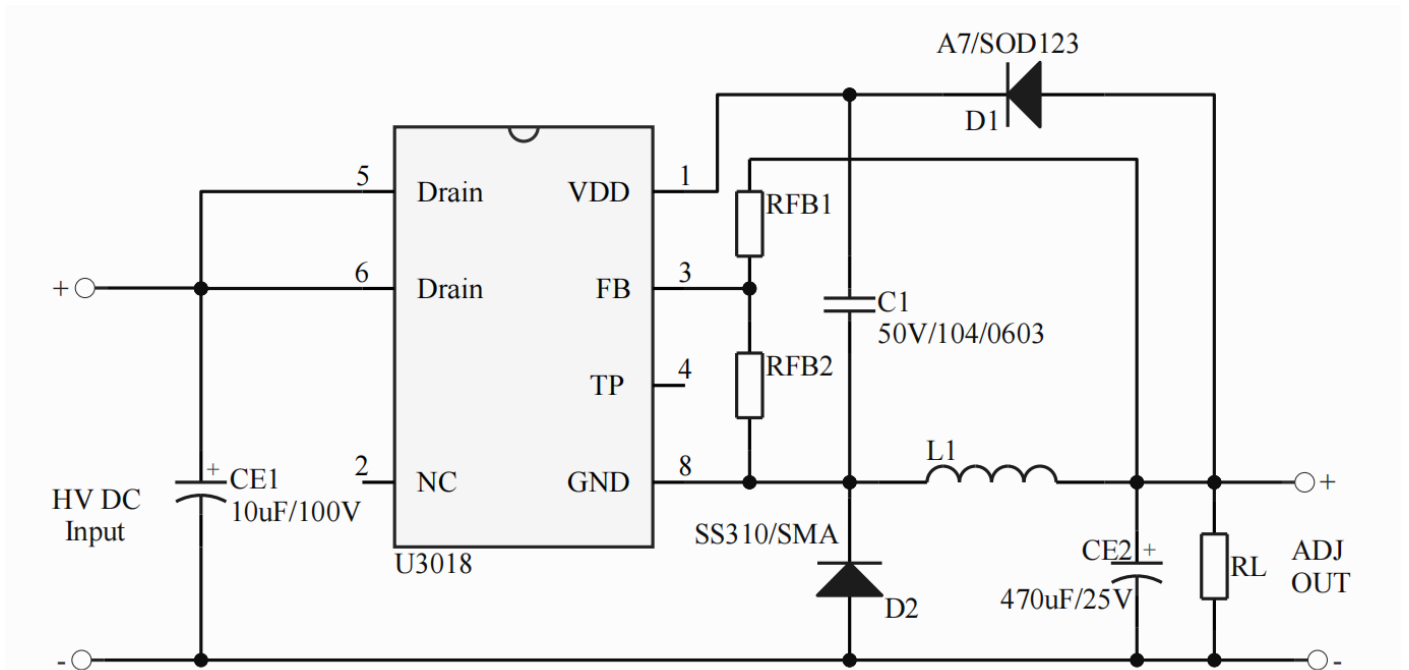 A7/SOD123
D1
5
Drain
VDD
1
RFB1
+
6
Drain
FB
3
C1
50V/104/0603
RFB2
TP
4
L1
+
CE1
10uF/100V
2
NC
GND
8
+
HV DC
Input
SS310/SMA
U3018
D2
CE2
+
470uF/25V
RL
ADJ
OUT
-
-